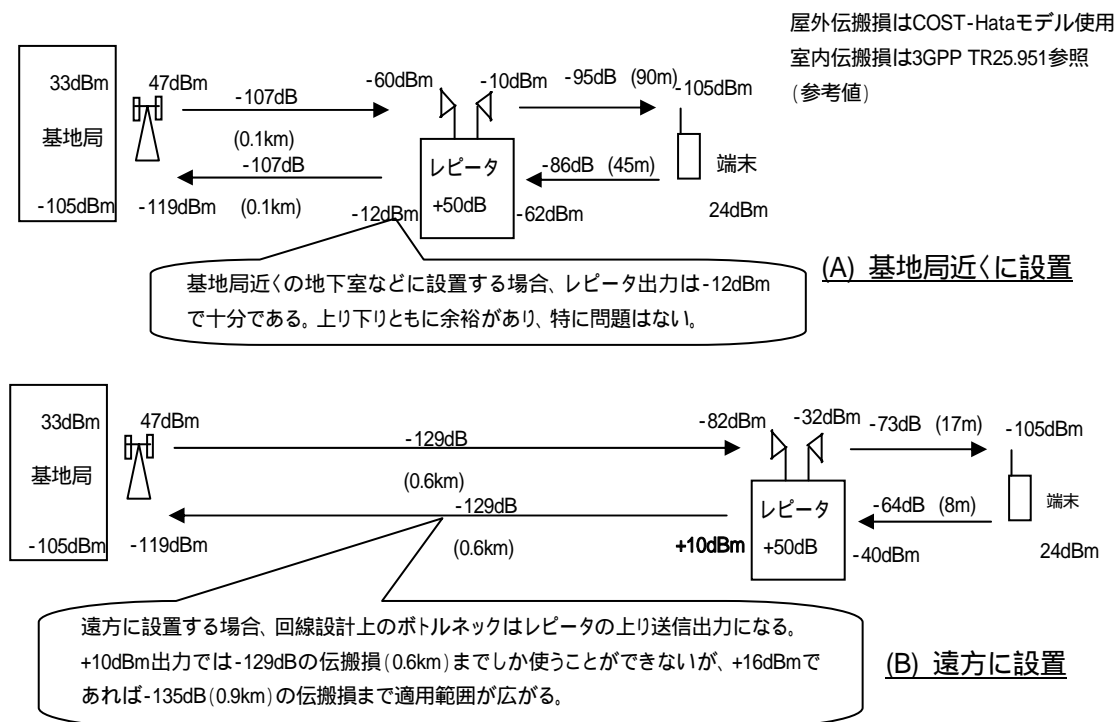 屋外伝搬損はCOST-Hataモデル使用
室内伝搬損は3GPP TR25.951参照
(参考値)
33dBm 47dBm -107dB -60dBm -10dBm -95dB (90m) -105dBm
基地局 (0.1km) レピータ 端末
-107dB -86dB (45m)
-105dBm -119dBm (0.1km) -12dBm +50dB -62dBm 24dBm
(A) 基地局近くに設置
基地局近くの地下室などに設置する場合、レピータ出力は-12dBm
で十分である。上り下りともに余裕があり、特に問題はない。
33dBm 47dBm -129dB -82dBm -32dBm -73dB (17m) -105dBm
基地局 (0.6km) レピータ 端末
-129dB -64dB (8m)
-105dBm -119dBm (0.6km) +10dBm +50dB -40dBm 24dBm
遠方に設置する場合、回線設計上のボトルネックはレピータの上り送信出力になる。
+10dBm出力では-129dBの伝搬損(0.6km)までしか使うことができないが、+16dBmで
あれば-135dB(0.9km)の伝搬損まで適用範囲が広がる。
(B) 遠方に設置